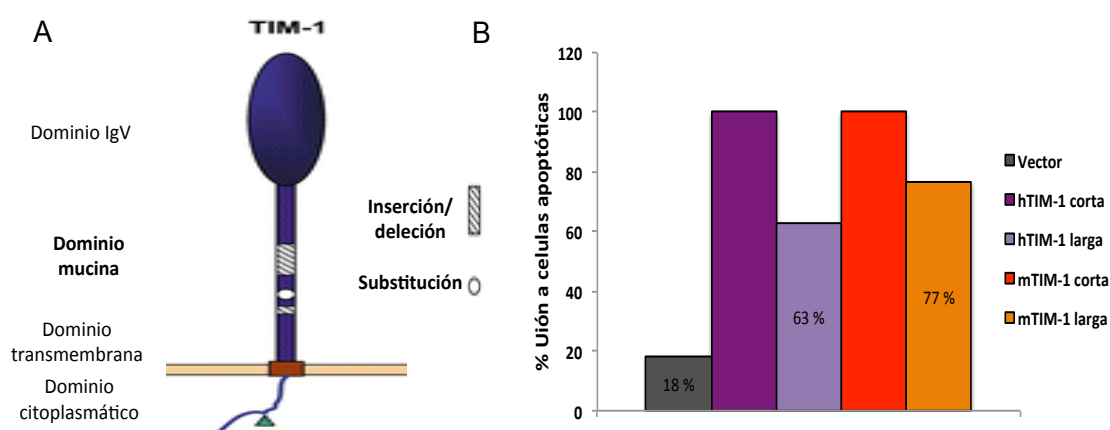 A
TIM-1
Dominio IgV
Dominio
mucina
Dominio
transmembrana
Dominio
citoplasmático
Inserción/
deleción
Substitución
B
% Uión a celulas apoptóticas
120
100
80
60
40
20
0
18 %
63 %
77 %
Vector
hTIM-1 corta
hTIM-1 larga
mTIM-1 corta
mTIM-1 larga